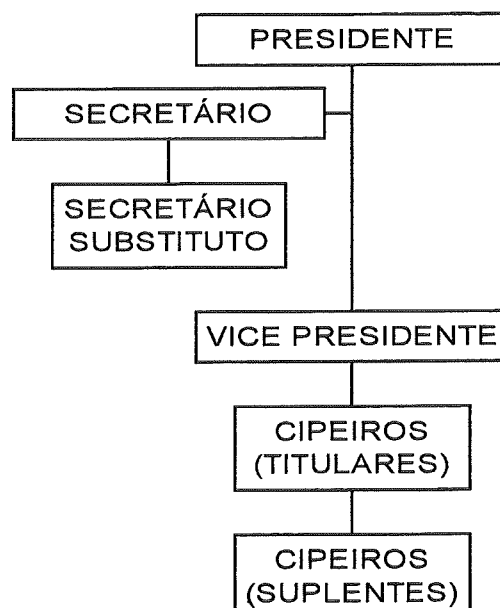 PRESIDENTE
SECRETÁRIO
SECRETÁRIO
SUBSTITUTO
VICE PRESIDENTE
CIPEIROS
(TITULARES)
CIPEIROS
(SUPLENTES)